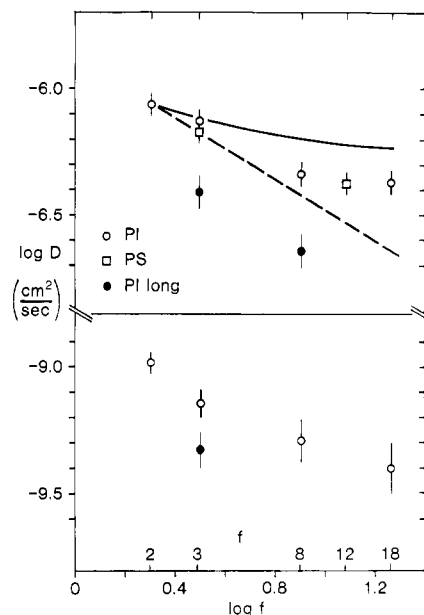 -6.0
-6.5
log D
(cm²/sec)
○ PI
□ PS
● PI long
-9.0
-9.5
f
2 3 8 12 18
0 0.4 0.8 1.2
log f